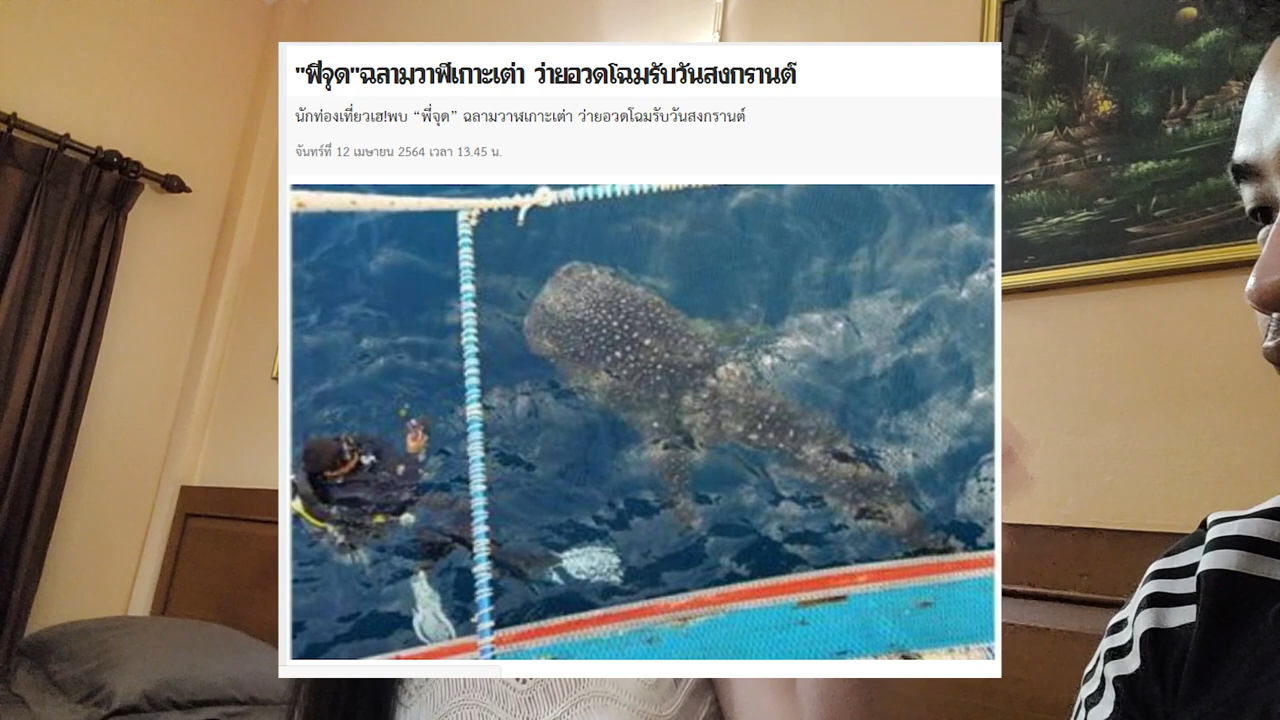 "พี่จุด"ฉลามวาฬเกาะเต่า ว่ายอวดโฉมรับวันสงกรานต์
นักท่องเที่ยวเฮ!พบ “พี่จุด” ฉลามวาฬเกาะเต่า ว่ายอวดโฉมรับวันสงกรานต์
จันทร์ที่ 12 เมษายน 2564 เวลา 13.45 น.